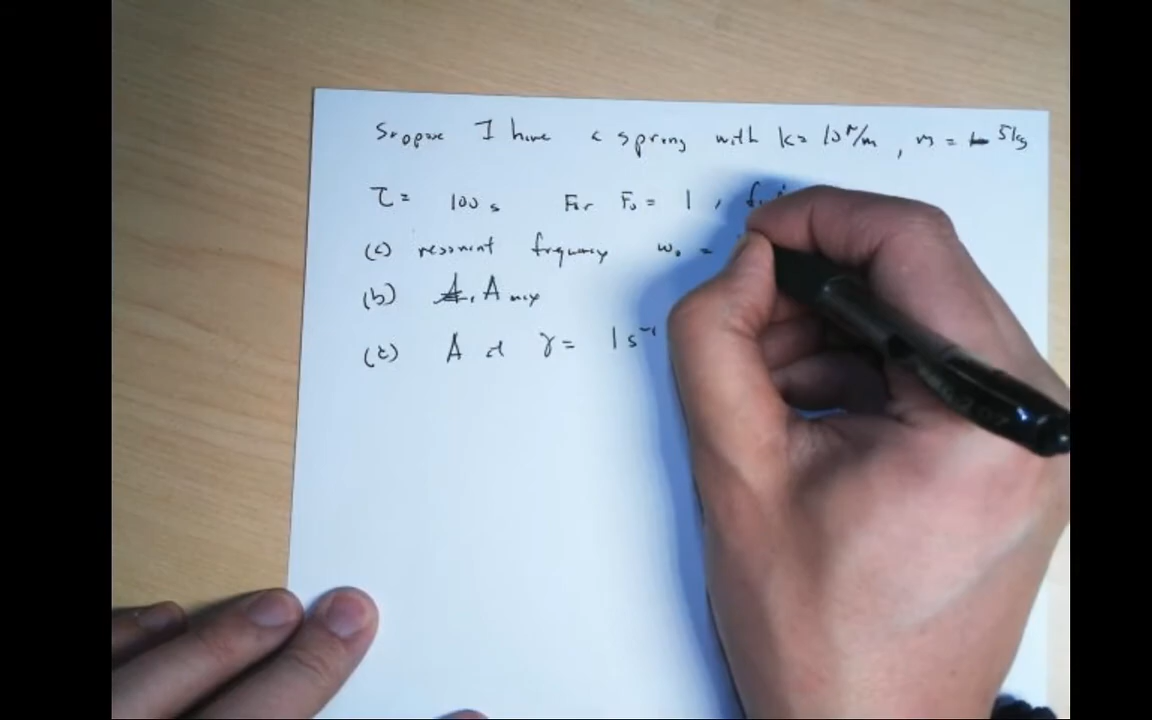 Suppose I have a spring with k = 10 N/m , m = 5 kg
τ = 100 s For F₀ = 1 ,
(a) resonant frequency ω₀ =
(b) A max
(c) A at γ = 1 s⁻¹